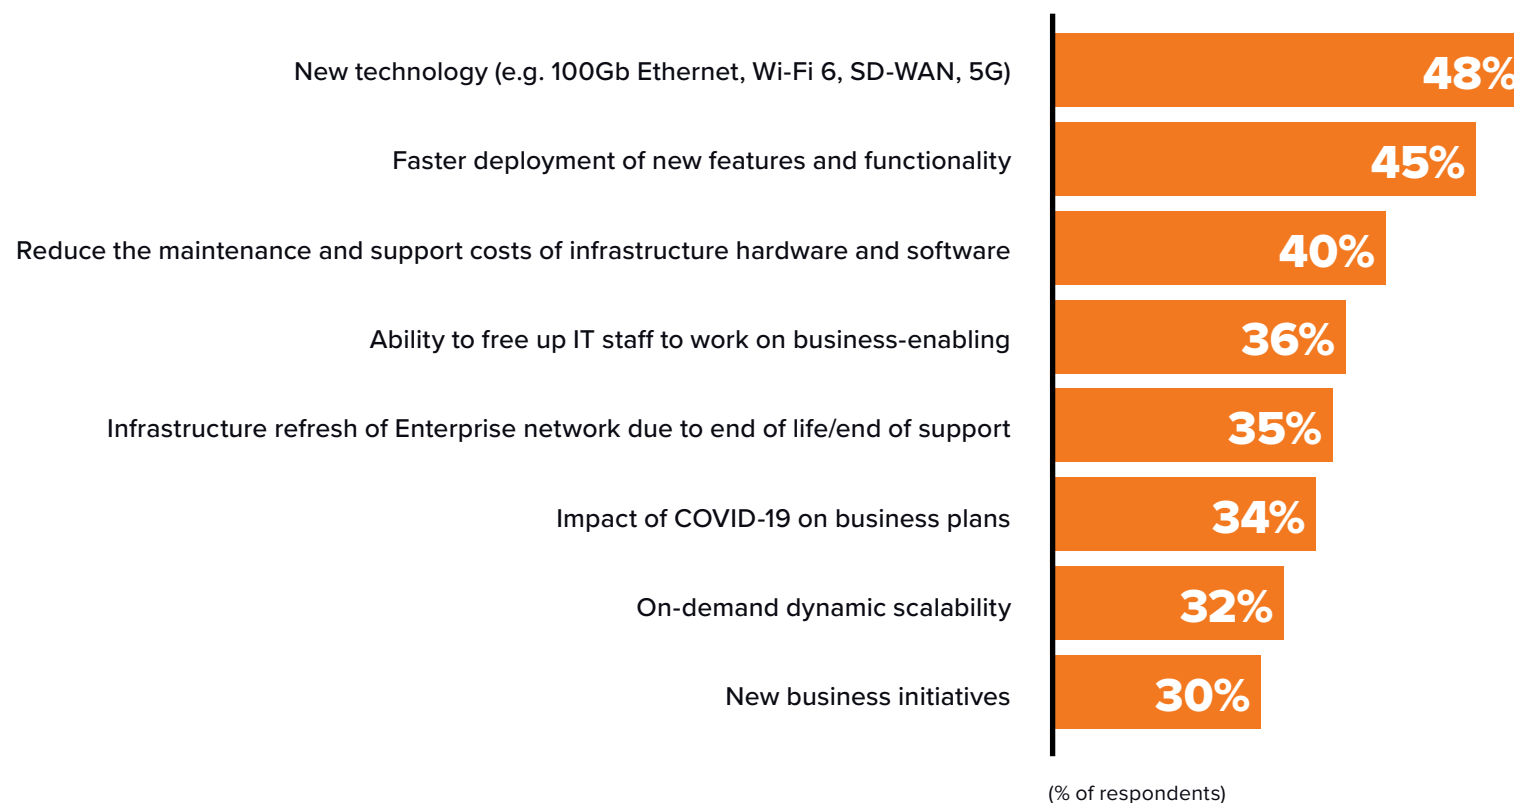 New technology (e.g. 100Gb Ethernet, Wi-Fi 6, SD-WAN, 5G) 48%
Faster deployment of new features and functionality 45%
Reduce the maintenance and support costs of infrastructure hardware and software 40%
Ability to free up IT staff to work on business-enabling 36%
Infrastructure refresh of Enterprise network due to end of life/end of support 35%
Impact of COVID-19 on business plans 34%
On-demand dynamic scalability 32%
New business initiatives 30%
(% of respondents)